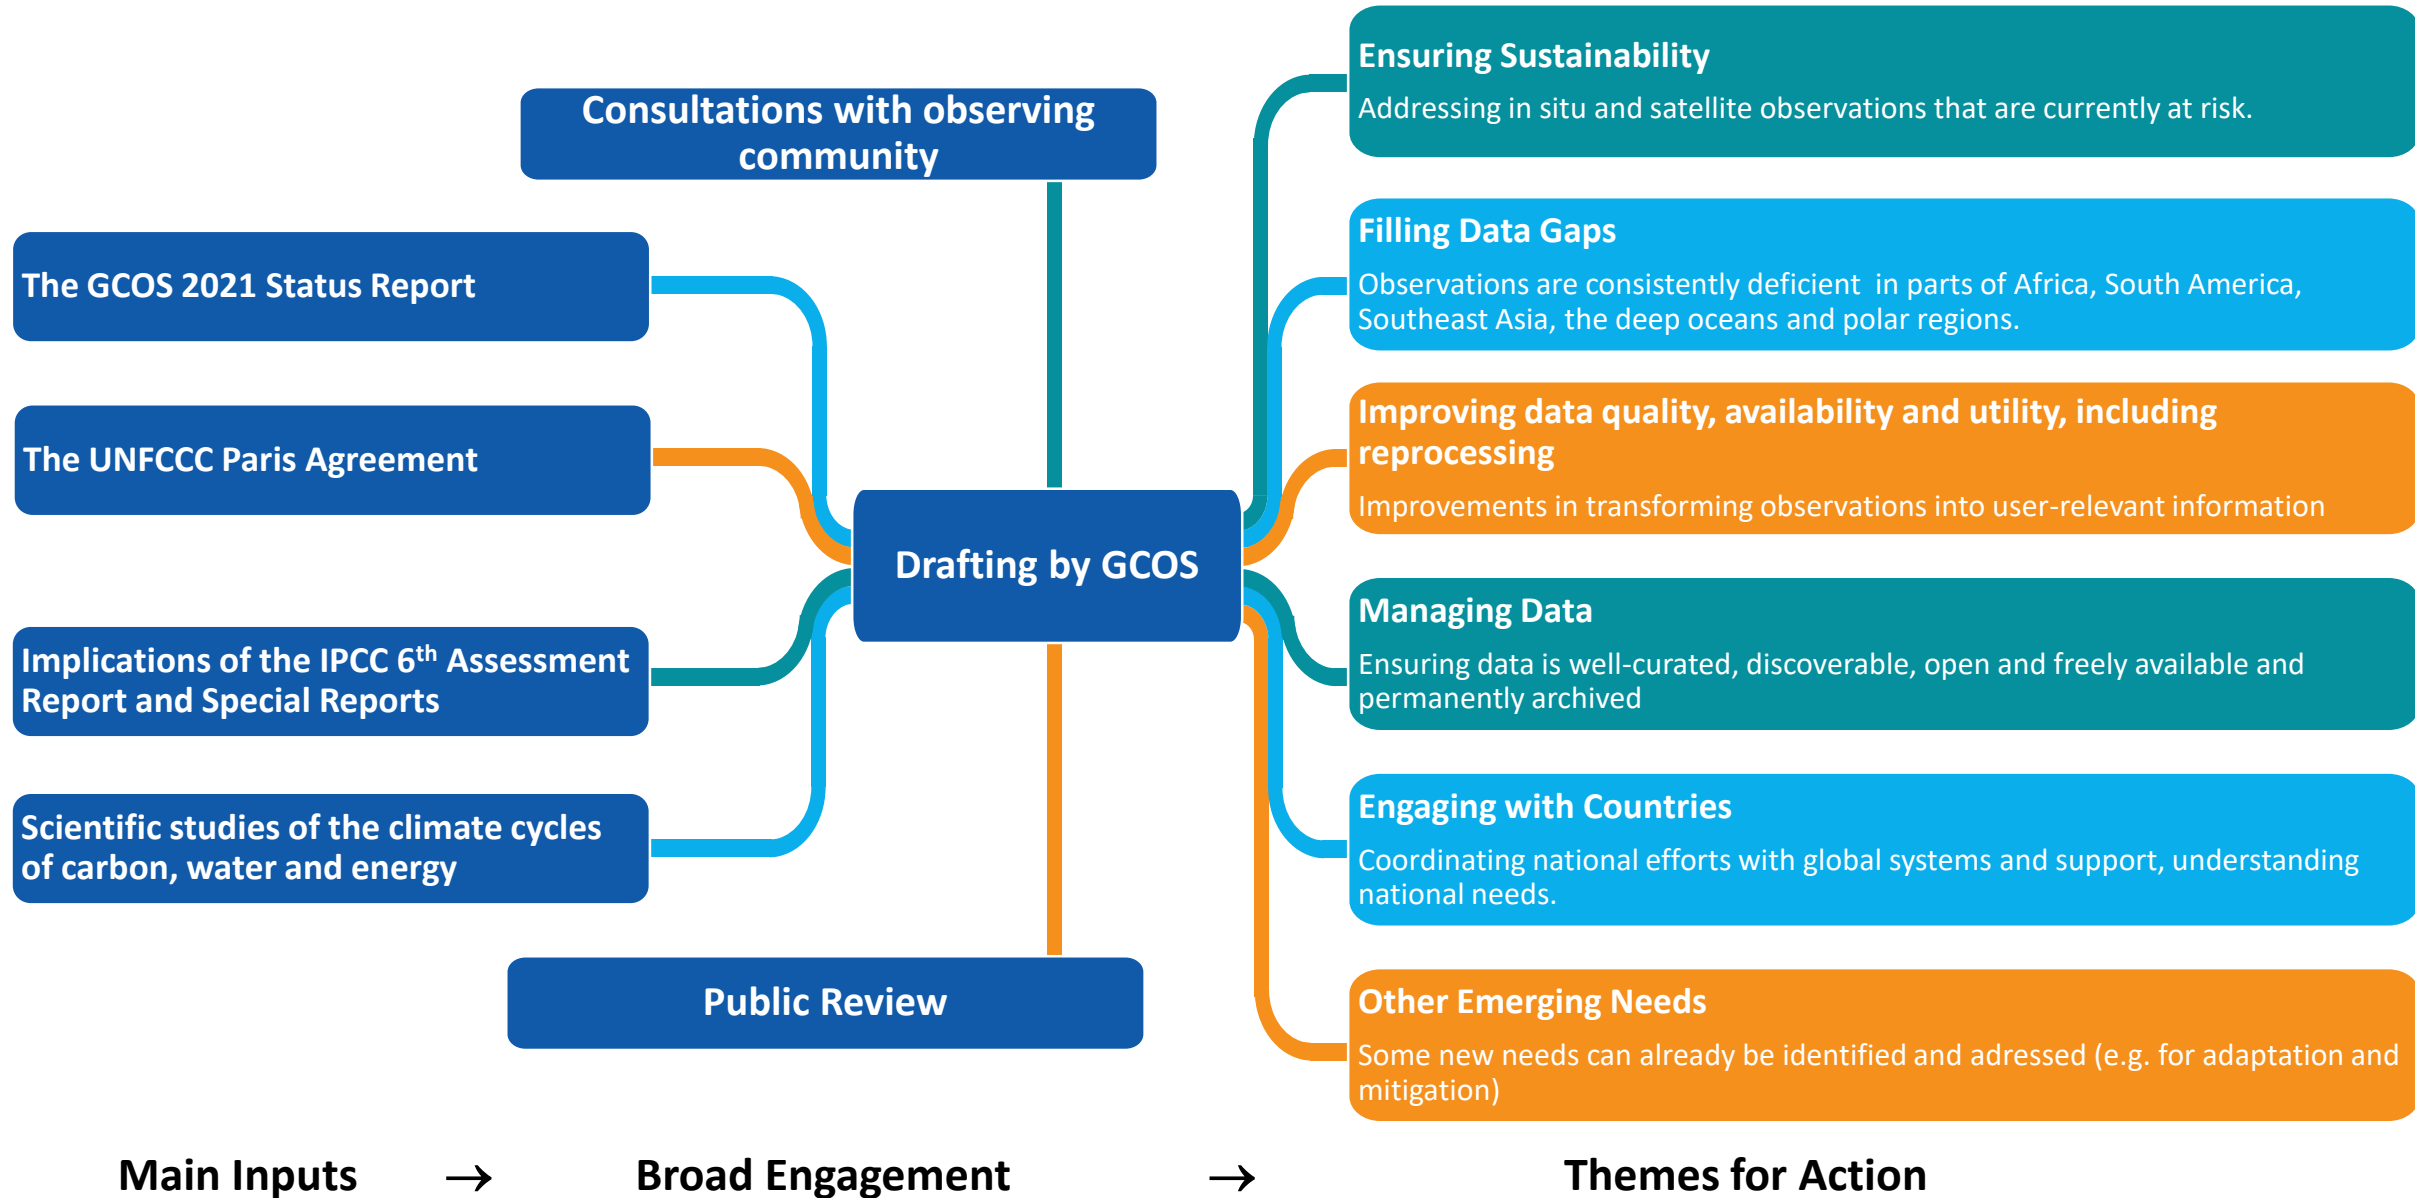 Consultations with observing
community
The GCOS 2021 Status Report
The UNFCCC Paris Agreement
Implications of the IPCC 6th Assessment
Report and Special Reports
Scientific studies of the climate cycles
of carbon, water and energy
Drafting by GCOS
Public Review
Ensuring Sustainability
Addressing in situ and satellite observations that are currently at risk.
Filling Data Gaps
Observations are consistently deficient  in parts of Africa, South America,
Southeast Asia, the deep oceans and polar regions.
Improving data quality, availability and utility, including
reprocessing
Improvements in transforming observations into user-relevant information
Managing Data
Ensuring data is well-curated, discoverable, open and freely available and
permanently archived
Engaging with Countries
Coordinating national efforts with global systems and support, understanding
national needs.
Other Emerging Needs
Some new needs can already be identified and adressed (e.g. for adaptation and
mitigation)
Main Inputs → Broad Engagement → Themes for Action